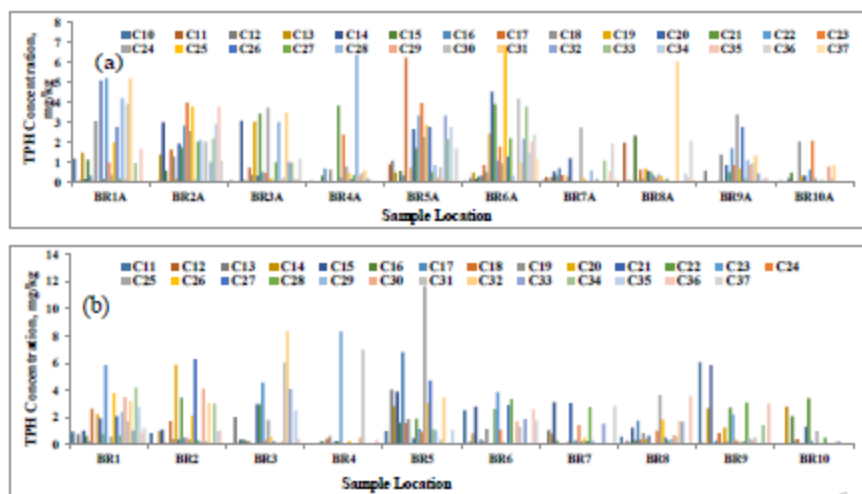 8
7
6
5
4
3
2
1
0
TPH Concentration, mg/kg
(a)
C10 C11 C12 C13 C14 C15 C16 C17 C18 C19 C20 C21 C22 C23
C24 C25 C26 C27 C28 C29 C30 C31 C32 C33 C34 C35 C36 C37
BR1A BR2A BR3A BR4A BR5A BR6A BR7A BR8A BR9A BR10A
Sample Location
14
12
10
8
6
4
2
0
TPH Concentration, mg/kg
(b)
C11 C12 C13 C14 C15 C16 C17 C18 C19 C20 C21 C22 C23 C24
C25 C26 C27 C28 C29 C30 C31 C32 C33 C34 C35 C36 C37
BR1 BR2 BR3 BR4 BR5 BR6 BR7 BR8 BR9 BR10
Sample Location